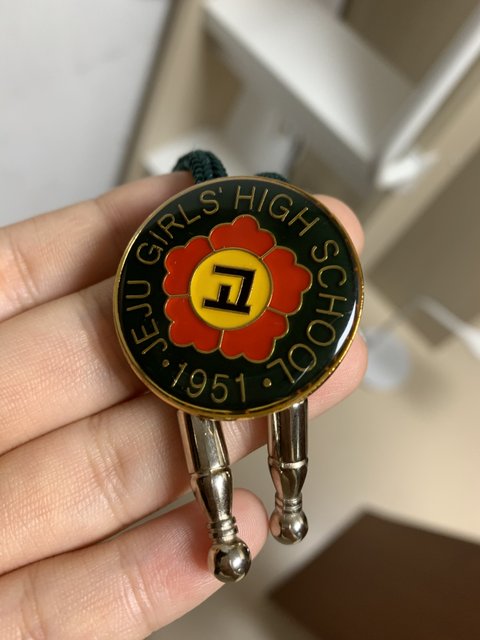 JEJU GIRLS' HIGH SCHOOL
고
· 1951 ·